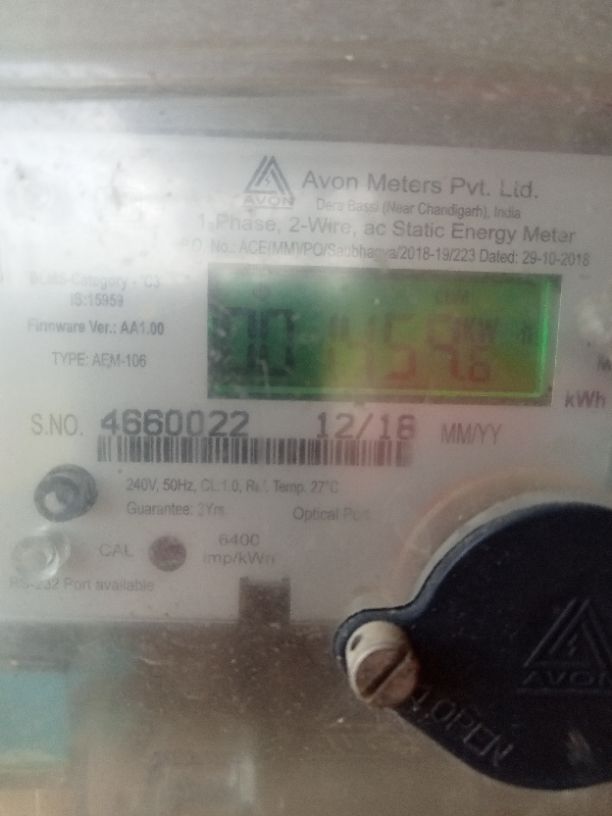 AVON
Avon Meters Pvt. Ltd.
Dera Bassi (Near Chandigarh), India
1 Phase, 2-Wire, ac Static Energy Meter
P.O. No.: ACE(MM)/PO/Saubhagya/2018-19/223 Dated: 29-10-2018
Category - C3
IS:15959
Firmware Ver.: AA1.00
TYPE: AEM-106
kWh
S.NO. 4660022 12/18 MM/YY
240V, 50Hz, CL.1.0, Ref. Temp. 27°C
Guarantee: 2Yrs. Optical Port
CAL 6400
imp/kWh
RS-232 Port available
AVON
OPEN